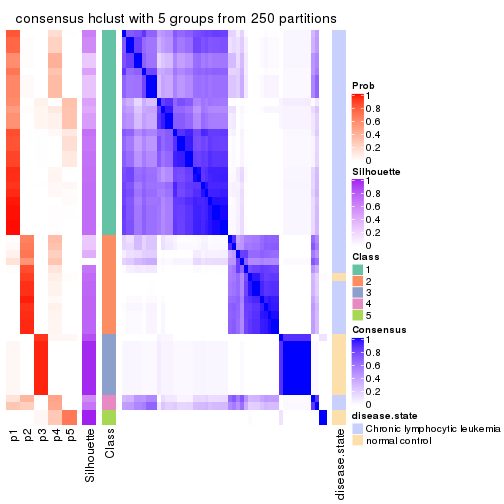 consensus hclust with 5 groups from 250 partitions
Prob
1
0.8
0.6
0.4
0.2
0
Silhouette
1
0.8
0.6
0.4
0.2
0
Class
1
2
3
4
5
Consensus
1
0.8
0.6
0.4
0.2
0
disease.state
Chronic lymphocytic leukemia
normal control
p1
p2
p3
p4
p5
Silhouette
Class
disease.state